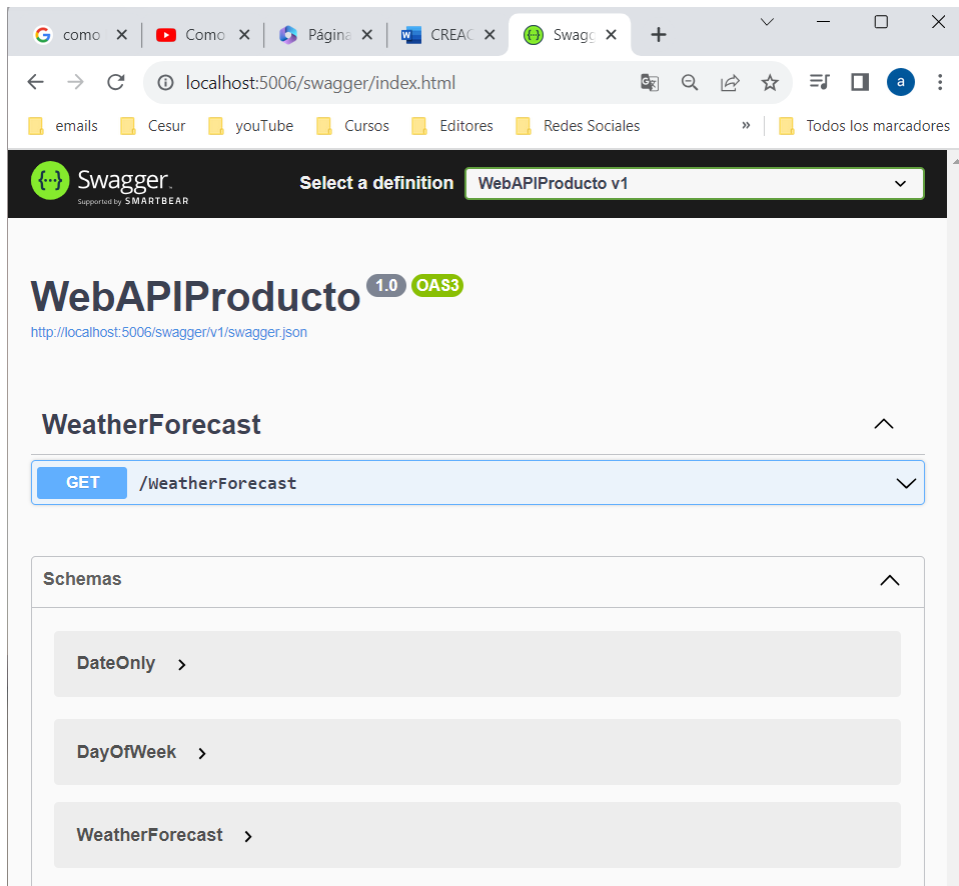 como
Como
Página
CREAC
Swagg
localhost:5006/swagger/index.html
a
emails Cesur youTube Cursos Editores Redes Sociales » Todos los marcadores
Swagger.
Supported by SMARTBEAR
Select a definition
WebAPIProducto v1
WebAPIProducto 1.0 OAS3
http://localhost:5006/swagger/v1/swagger.json
WeatherForecast
GET /WeatherForecast
Schemas
DateOnly
DayOfWeek
WeatherForecast